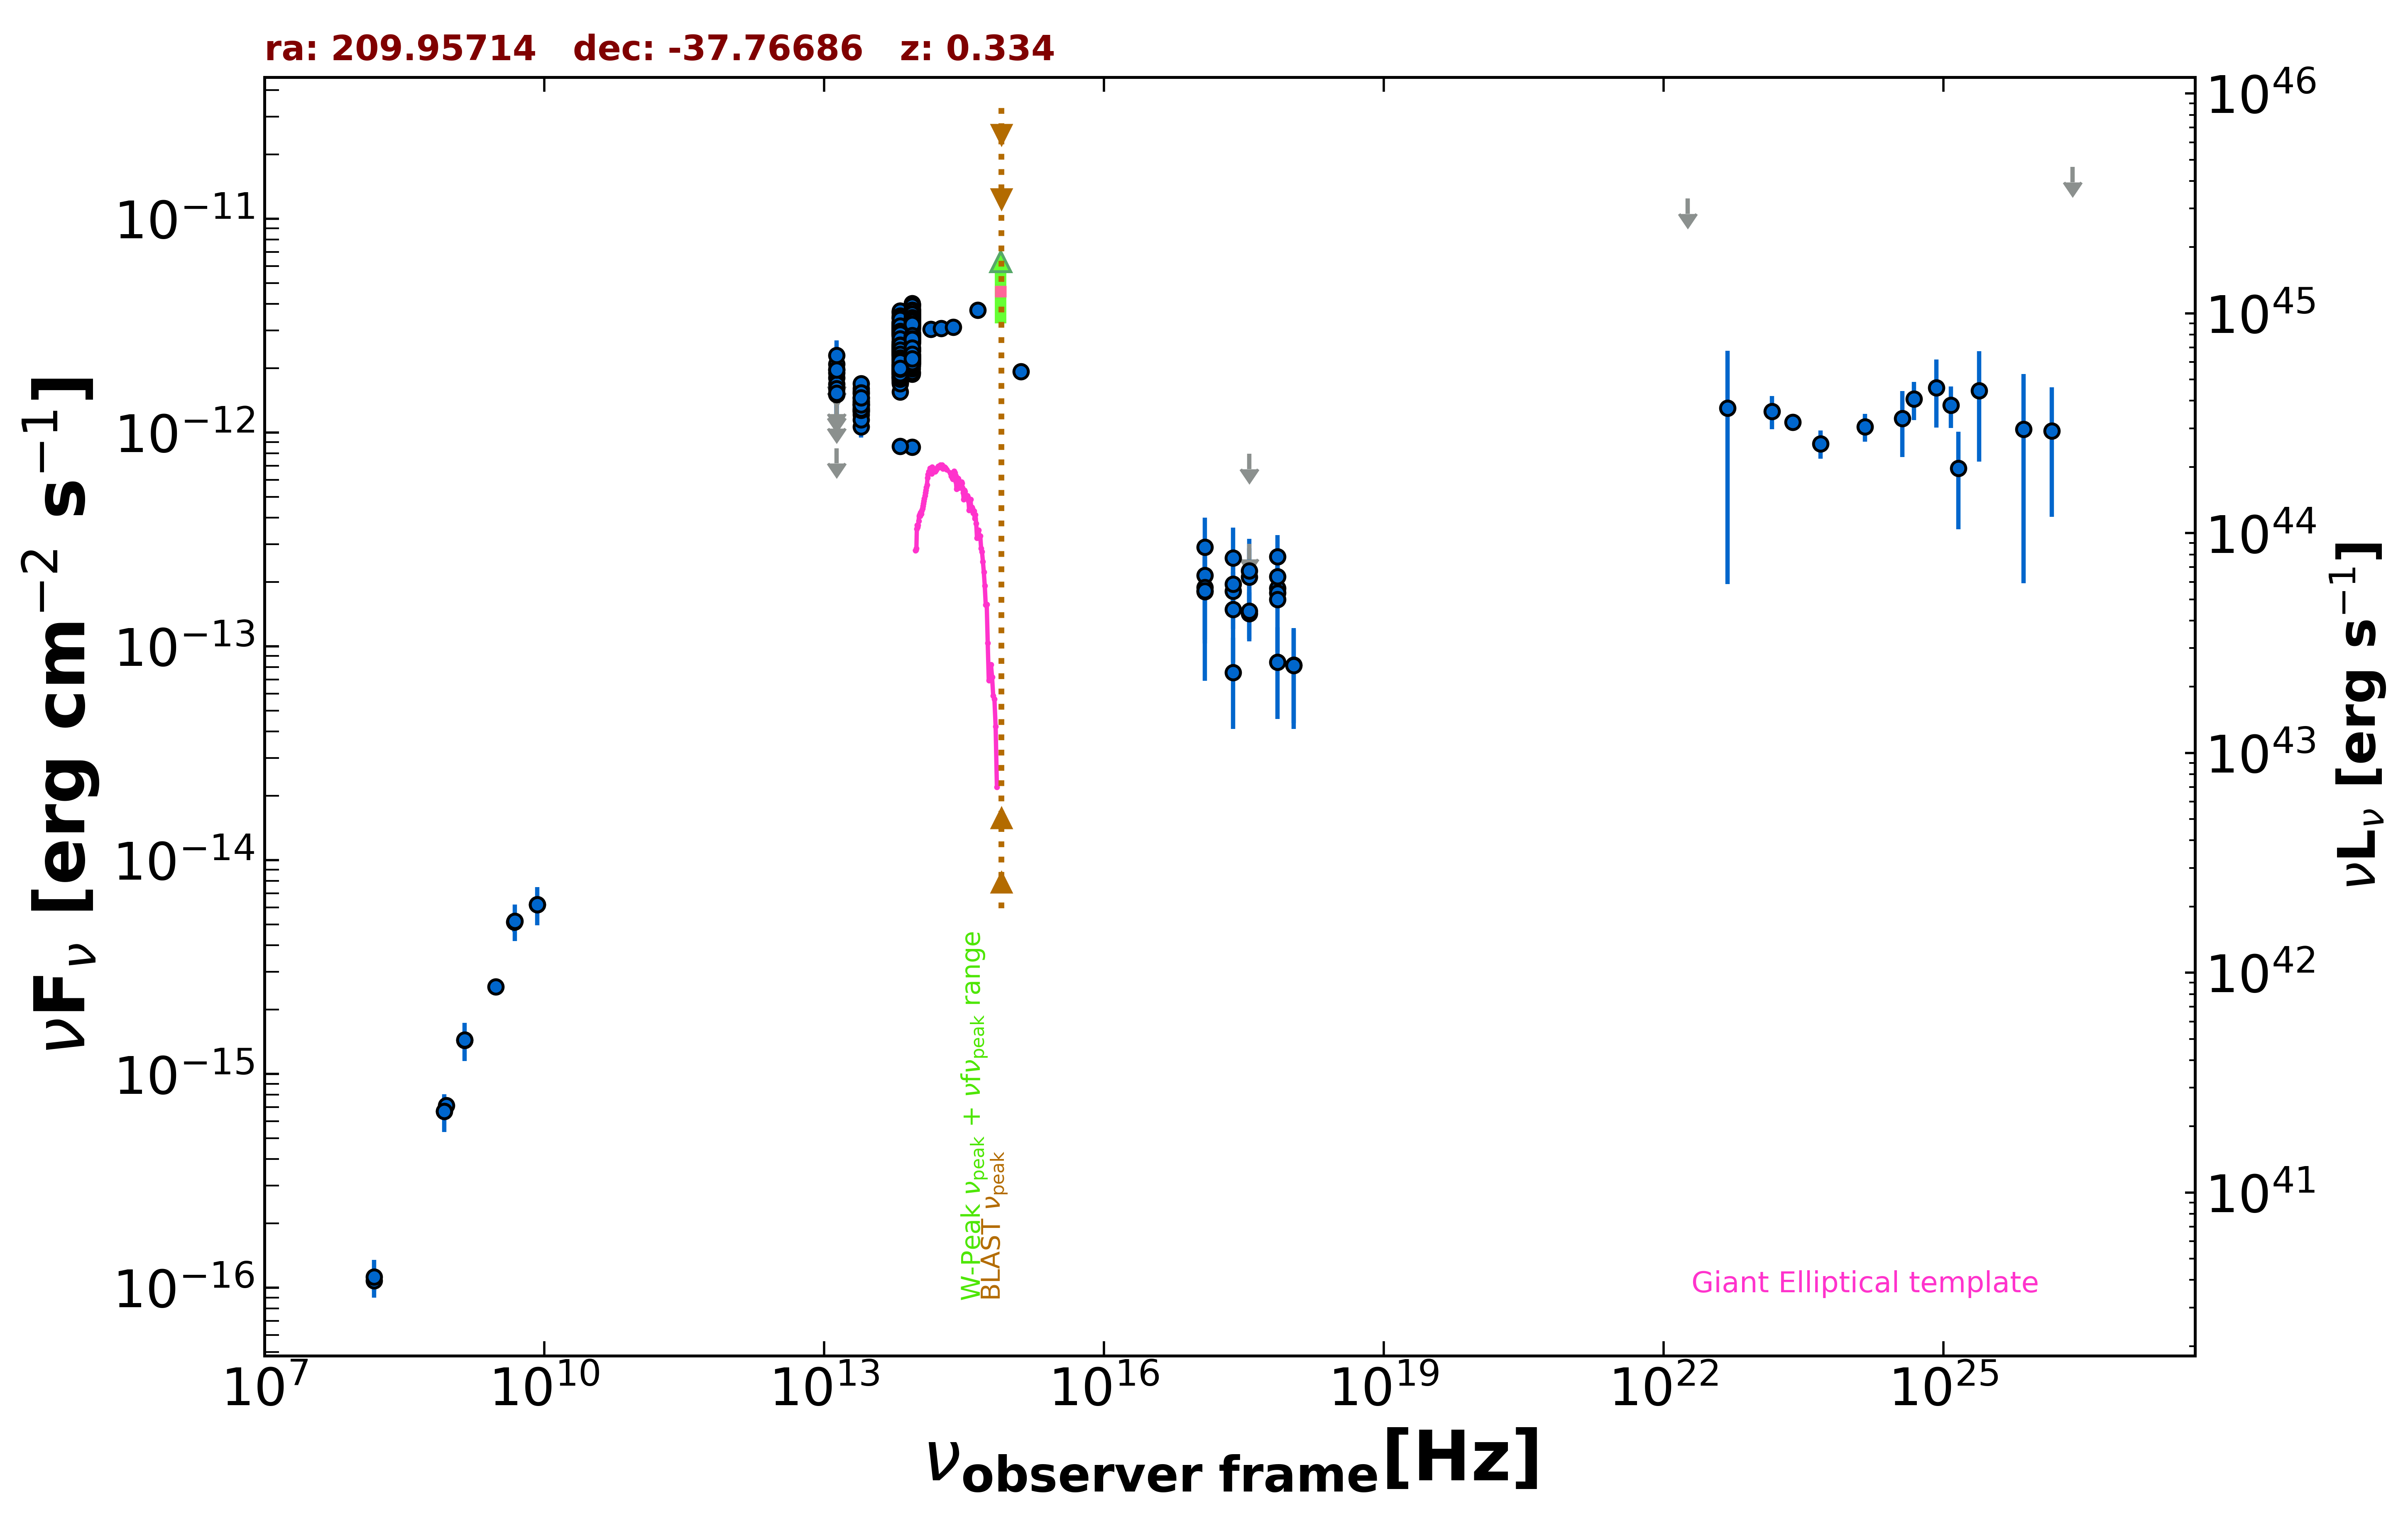 ra: 209.95714 dec: -37.76686 z: 0.334
10^46
10^45
10^44
10^43
10^42
10^41
νL_ν [erg s^−1]
10^−11
10^−12
10^−13
10^−14
10^−15
10^−16
νF_ν [erg cm^−2 s^−1]
W-Peak ν_peak + νfν_peak range
BLAST ν_peak
Giant Elliptical template
10^7 10^10 10^13 10^16 10^19 10^22 10^25
ν_observer frame [Hz]